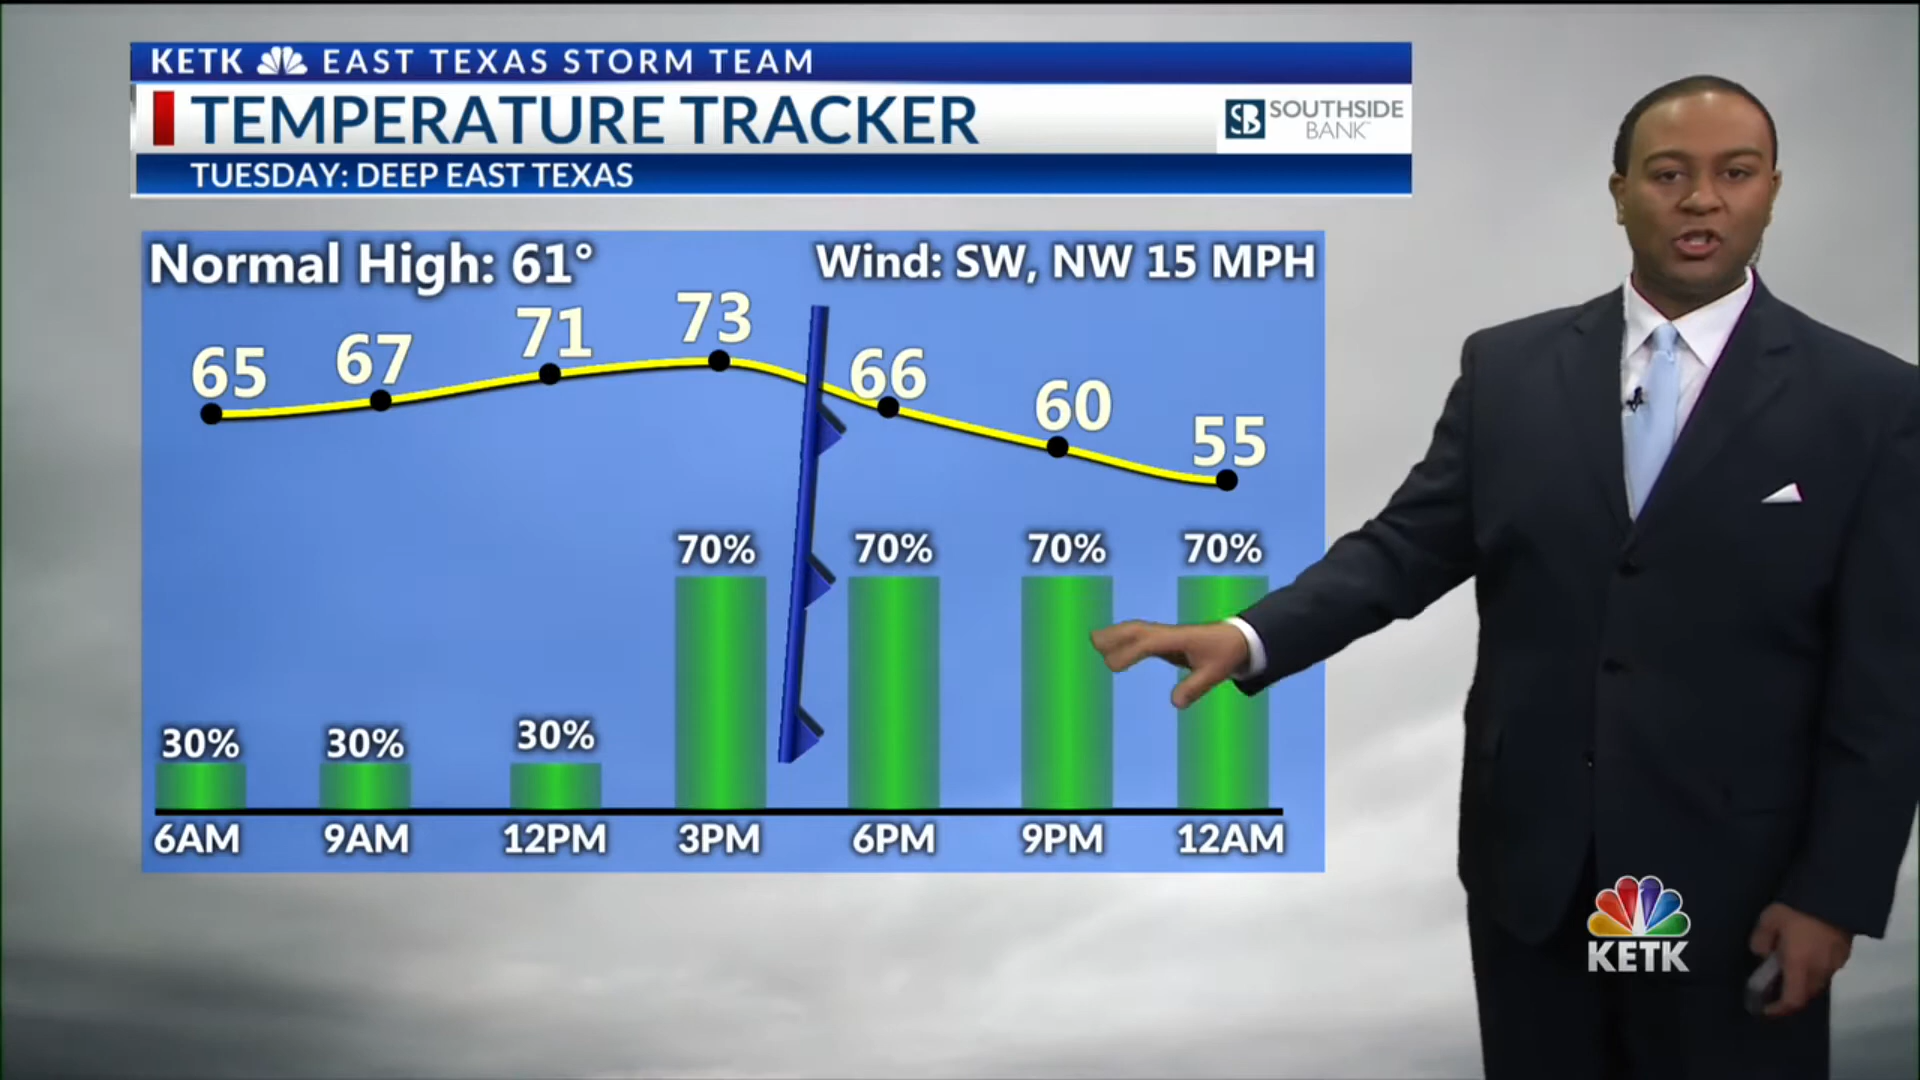 KETK EAST TEXAS STORM TEAM
TEMPERATURE TRACKER
SB SOUTHSIDE
BANK™
TUESDAY: DEEP EAST TEXAS
Normal High: 61°
Wind: SW, NW 15 MPH
65 67 71 73 66 60 55
70% 70% 70% 70%
30% 30% 30%
6AM 9AM 12PM 3PM 6PM 9PM 12AM
KETK